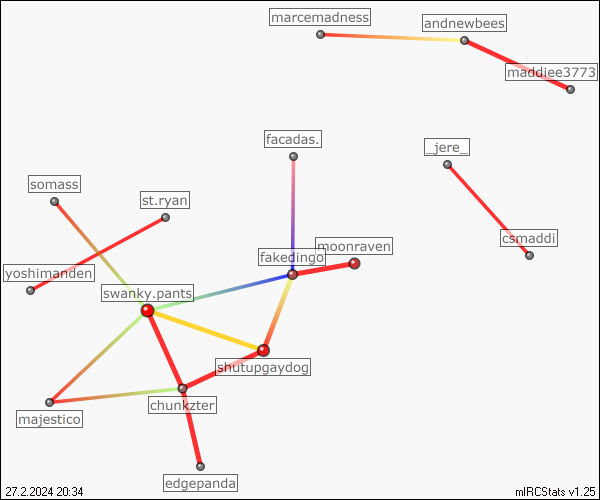 marcemadness
andnewbees
maddiee3773
facadas.
_jere_
somass
st.ryan
csmaddi
moonraven
fakedingo
yoshimanden
swanky.pants
shutupgaydog
chunkzter
majestico
edgepanda
27.2.2024 20:34
mIRCStats v1.25